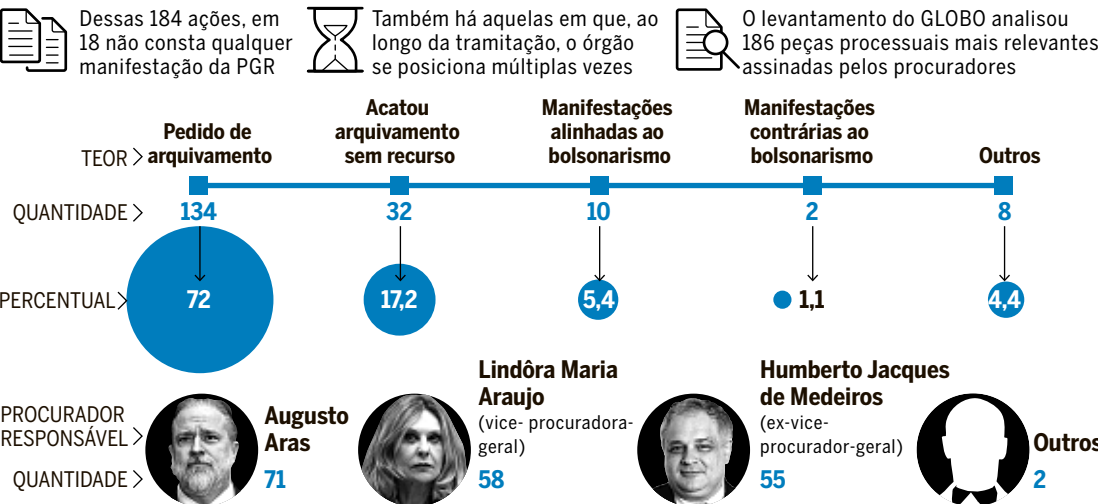 Dessas 184 ações, em
18 não consta qualquer
manifestação da PGR
Também há aquelas em que, ao
longo da tramitação, o órgão
se posiciona múltiplas vezes
O levantamento do GLOBO analisou
186 peças processuais mais relevantes
assinadas pelos procuradores
TEOR
Pedido de
arquivamento
Acatou
arquivamento
sem recurso
Manifestações
alinhadas ao
bolsonarismo
Manifestações
contrárias ao
bolsonarismo
Outros
QUANTIDADE
134
32
10
2
8
PERCENTUAL
72
17,2
5,4
1,1
4,4
PROCURADOR
RESPONSÁVEL
QUANTIDADE
Augusto
Aras
71
Lindôra Maria
Araujo
(vice- procuradora-
geral)
58
Humberto Jacques
de Medeiros
(ex-vice-
procurador-geral)
55
Outros
2